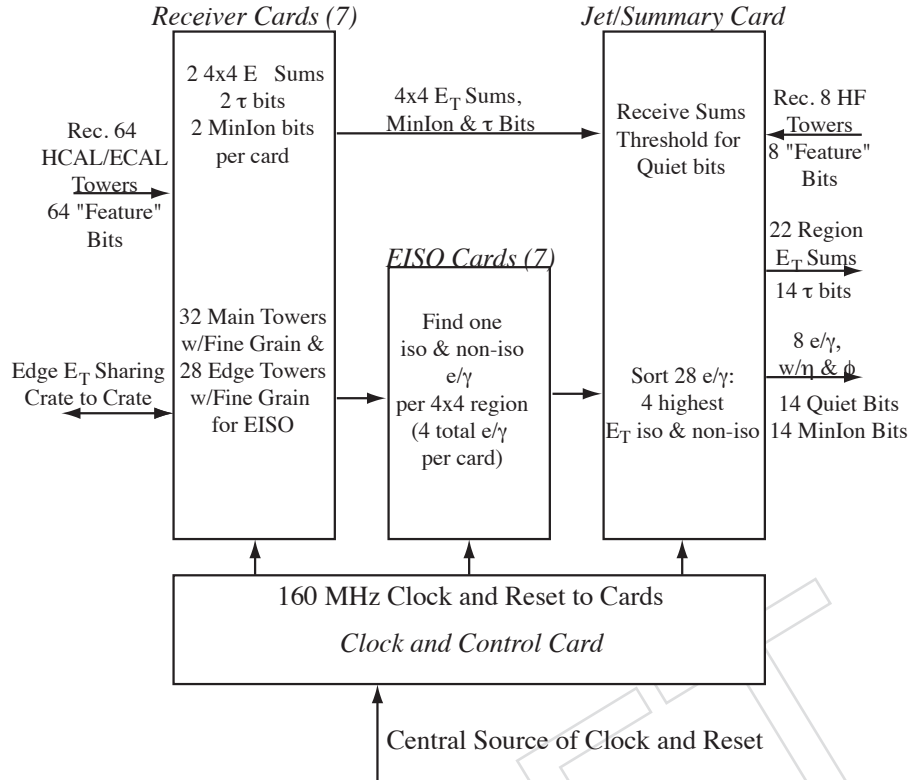 Receiver Cards (7)
Jet/Summary Card
2 4x4 E Sums
2 τ bits
2 MinIon bits
per card
Rec. 64
HCAL/ECAL
Towers
64 "Feature"
Bits
4x4 E_T Sums,
MinIon & τ Bits
Receive Sums
Threshold for
Quiet bits
Rec. 8 HF
Towers
8 "Feature"
Bits
22 Region
E_T Sums
14 τ bits
EISO Cards (7)
32 Main Towers
w/Fine Grain &
28 Edge Towers
w/Fine Grain
for EISO
Edge E_T Sharing
Crate to Crate
Find one
iso & non-iso
e/γ
per 4x4 region
(4 total e/γ
per card)
Sort 28 e/γ:
4 highest
E_T iso & non-iso
8 e/γ,
w/η & ϕ
14 Quiet Bits
14 MinIon Bits
160 MHz Clock and Reset to Cards
Clock and Control Card
Central Source of Clock and Reset